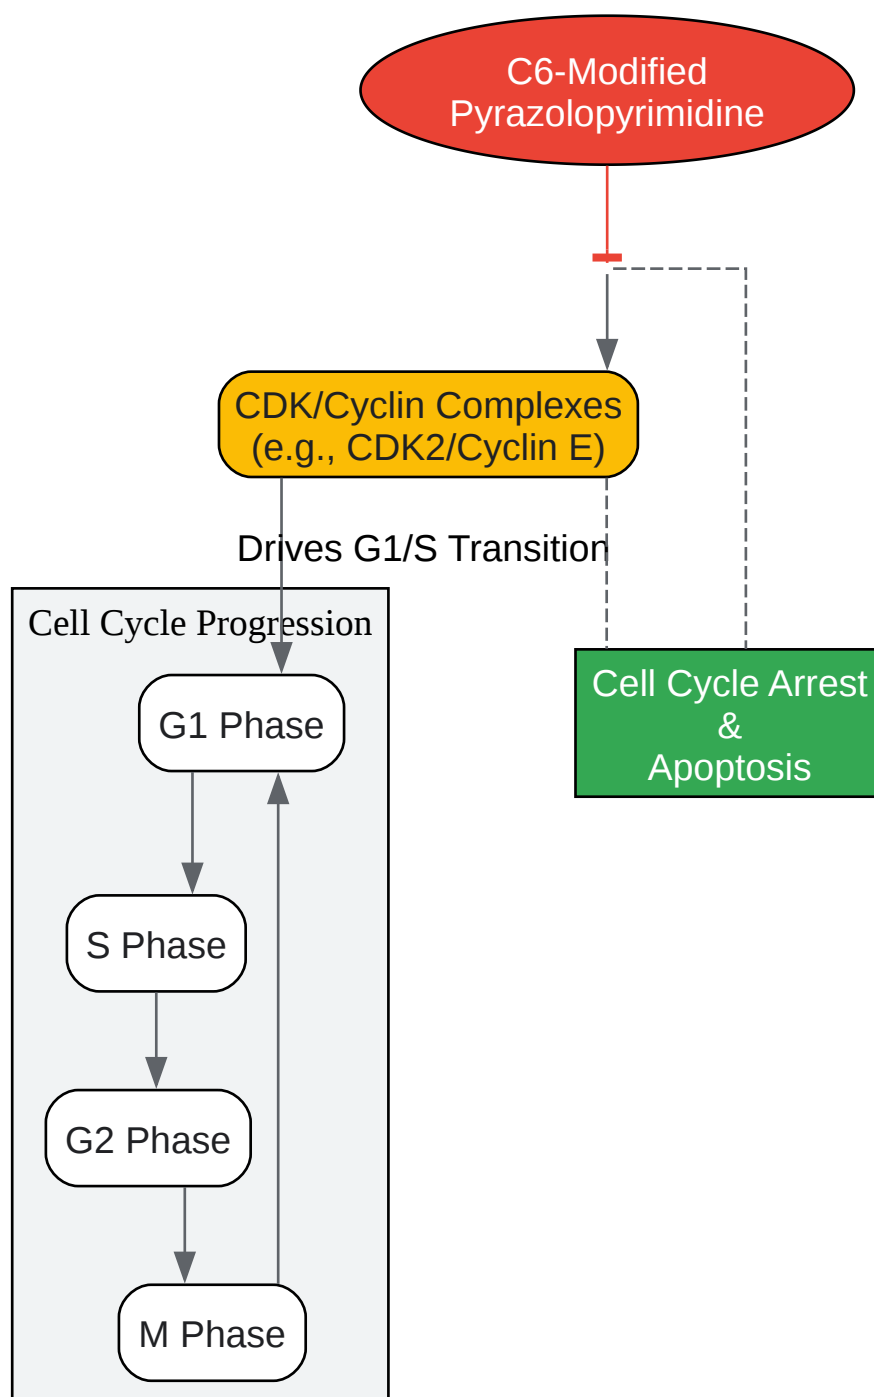 C6-Modified
Pyrazolopyrimidine
CDK/Cyclin Complexes
(e.g., CDK2/Cyclin E)
Drives G1/S Transition
Cell Cycle Progression
G1 Phase
Cell Cycle Arrest
&
Apoptosis
S Phase
G2 Phase
M Phase